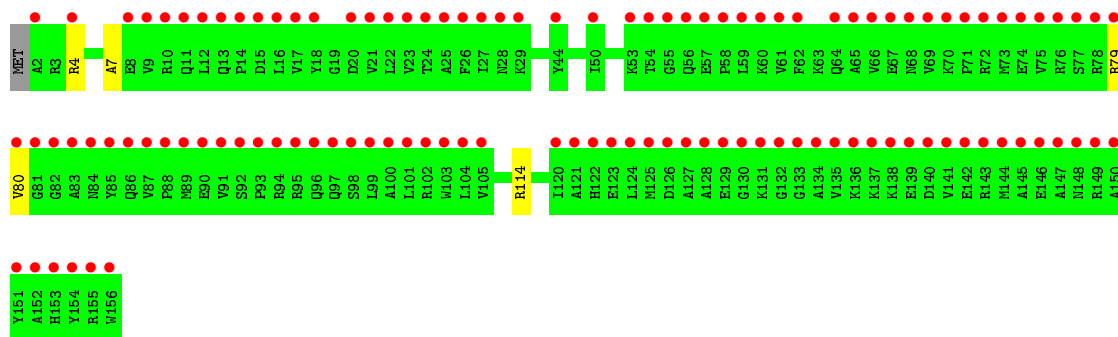 MET A2 R3 R4 A7 E8 V9 R10 Q11 L12 Q13 P14 D15 L16 V17 Y18 G19 D20 V21 L22 V23 T24 A25 F26 I27 N28 K29 Y44 I50 K53 T54 G55 Q56 E57 P58 L59 K60 V61 F62 K63 Q64 A65 V66 E67 N68 V69 K70 P71 R72 M73 E74 V75 R76 S77 R78 R79
V80 G81 G82 A83 N84 Y85 Q86 V87 P88 M89 E90 V91 S92 P93 R94 R95 Q96 Q97 S98 L99 A100 L101 R102 W103 L104 V105 R114 I120 A121 H122 E123 L124 M125 D126 A127 A128 E129 G130 K131 G132 G133 A134 V135 K136 K137 K138 E139 D140 V141 E142 R143 M144 A145 E146 A147 N148 R149 A150
Y151 A152 H153 Y154 R155 W156